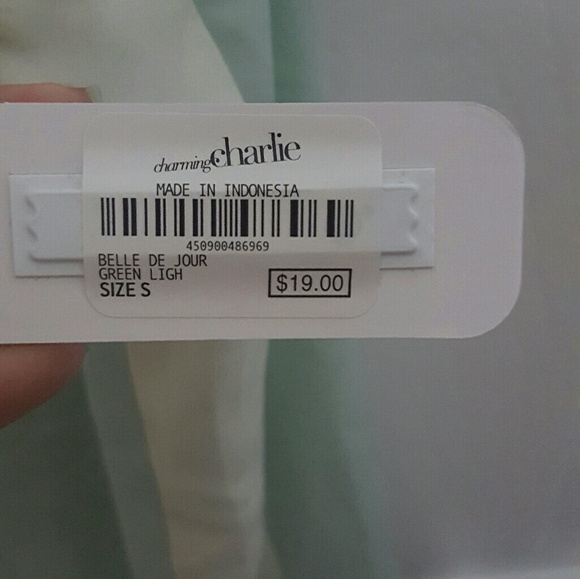 charming charlie
MADE IN INDONESIA
450900486969
BELLE DE JOUR
GREEN LIGH
SIZE S
$19.00